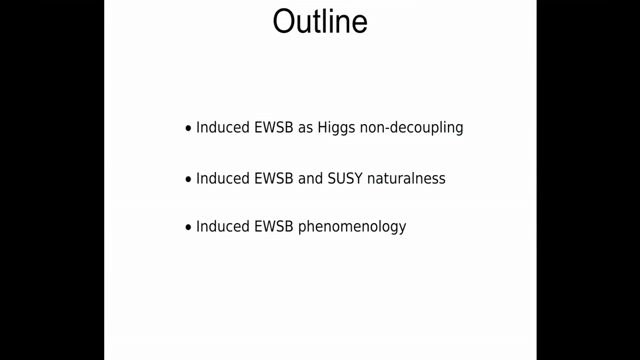 Outline
• Induced EWSB as Higgs non-decoupling
• Induced EWSB and SUSY naturalness
• Induced EWSB phenomenology